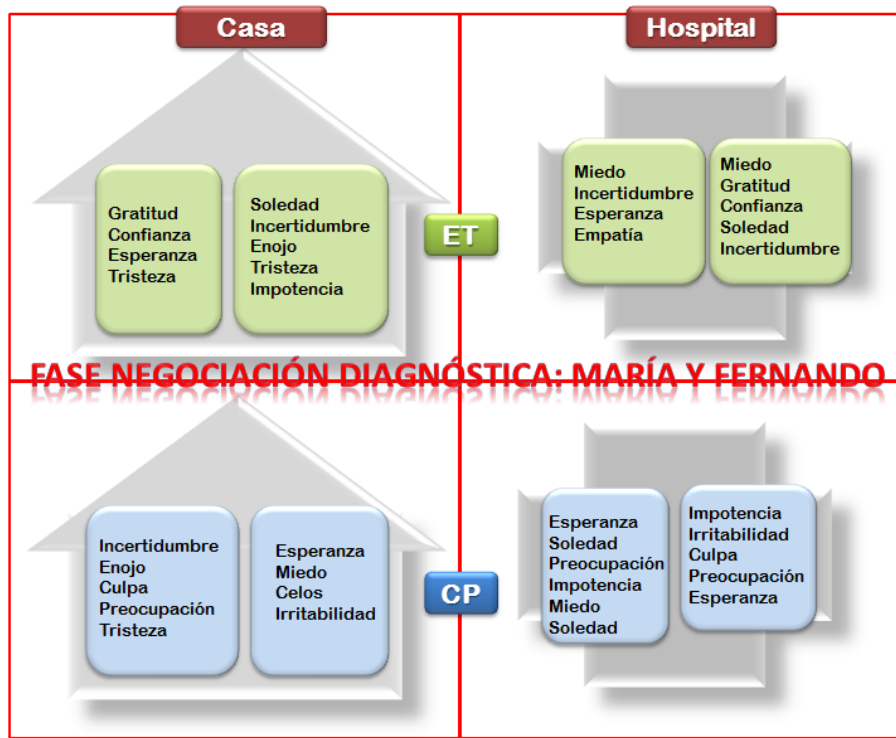 Casa
Hospital
Gratitud
Confianza
Esperanza
Tristeza
Soledad
Incertidumbre
Enojo
Tristeza
Impotencia
ET
Miedo
Incertidumbre
Esperanza
Empatía
Miedo
Gratitud
Confianza
Soledad
Incertidumbre
FASE NEGOCIACIÓN DIAGNÓSTICA: MARÍA Y FERNANDO
Incertidumbre
Enojo
Culpa
Preocupación
Tristeza
Esperanza
Miedo
Celos
Irritabilidad
CP
Esperanza
Soledad
Preocupación
Impotencia
Miedo
Soledad
Impotencia
Irritabilidad
Culpa
Preocupación
Esperanza